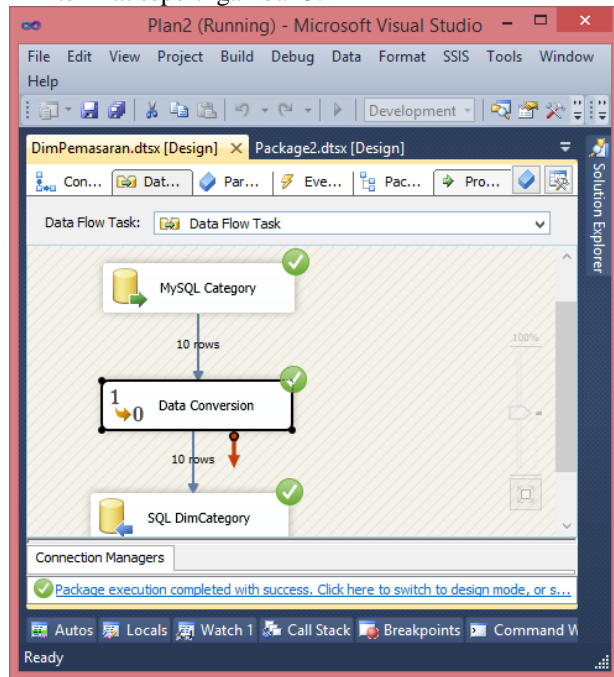 Plan2 (Running) - Microsoft Visual Studio
File Edit View Project Build Debug Data Format SSIS Tools Window
Help
Development
DimPemasaran.dtsx [Design] Package2.dtsx [Design]
Con... Dat... Par... Eve... Pac... Pro...
Solution Explorer
Data Flow Task: Data Flow Task
MySQL Category
10 rows
100%
Data Conversion
10 rows
SQL DimCategory
Connection Managers
Package execution completed with success. Click here to switch to design mode, or s...
Autos Locals Watch 1 Call Stack Breakpoints Command W
Ready